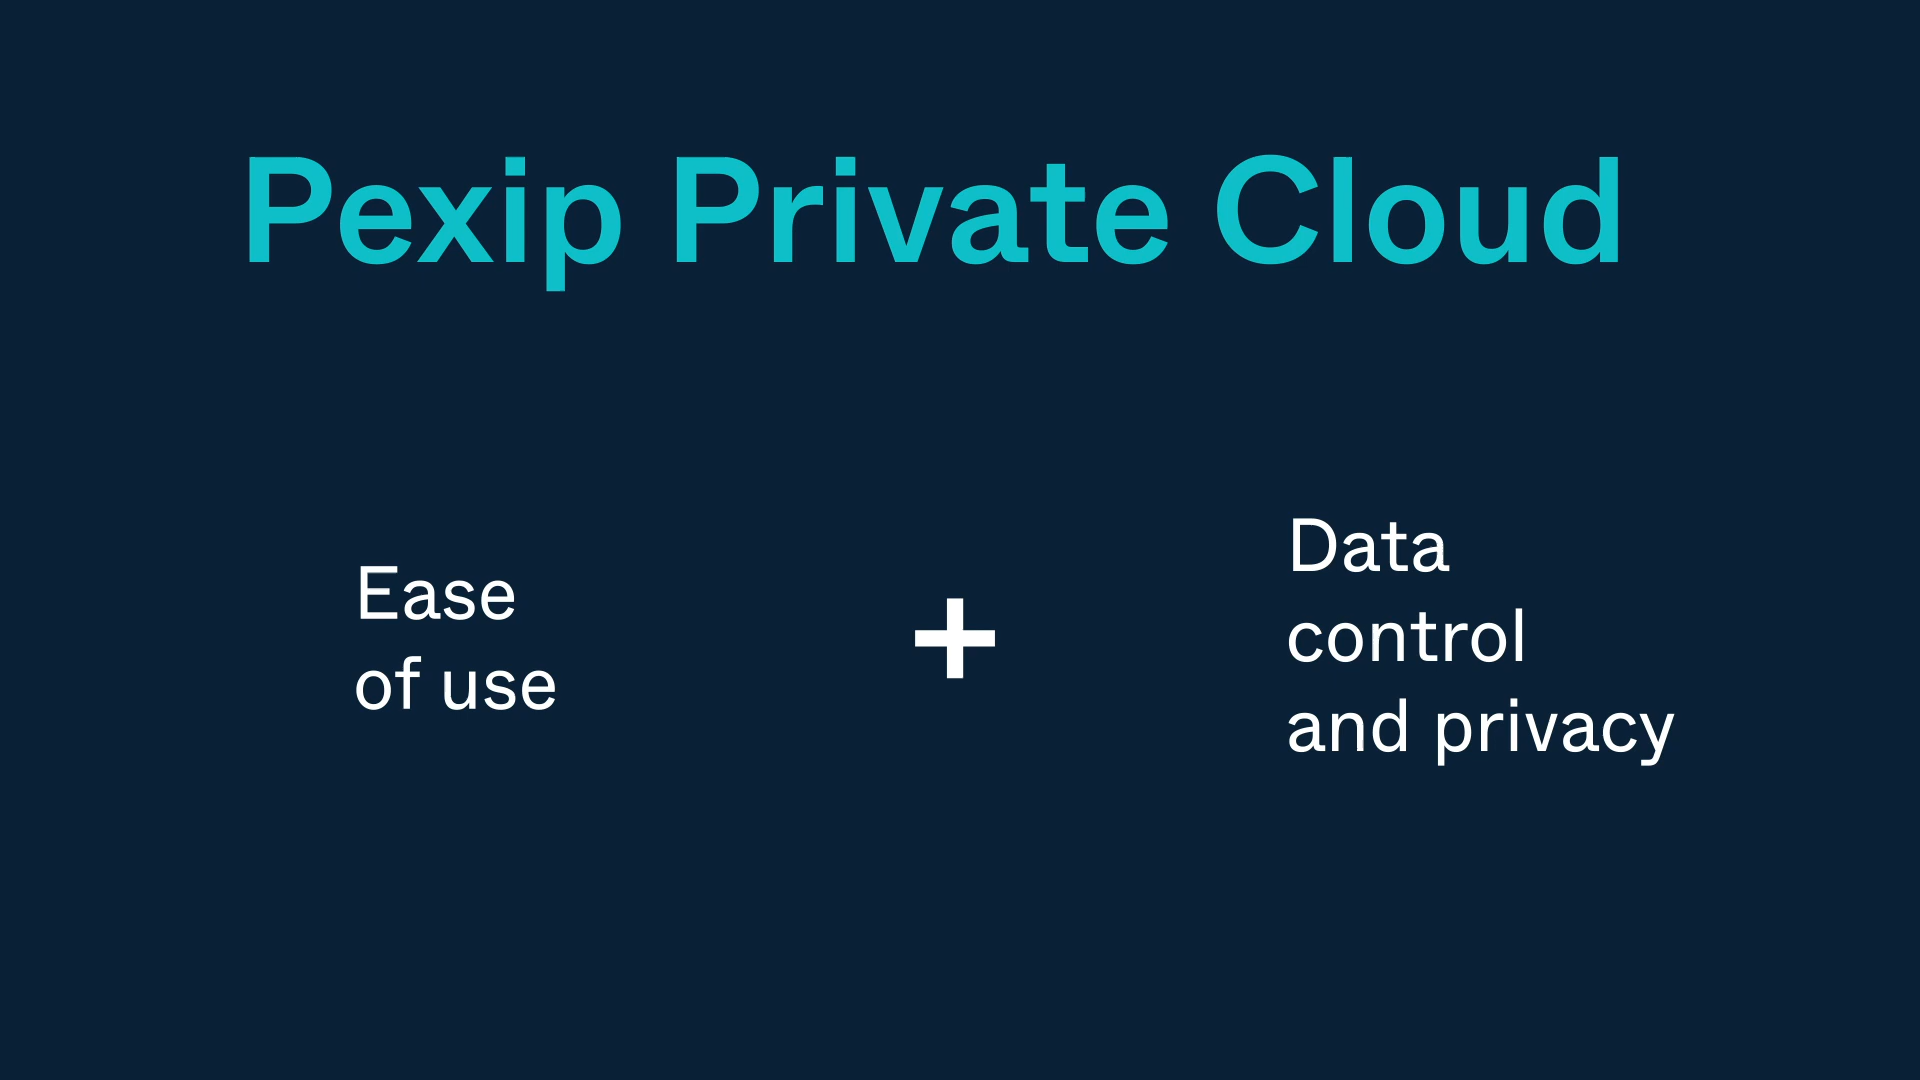 Pexip Private Cloud
Ease
of use
+
Data
control
and privacy